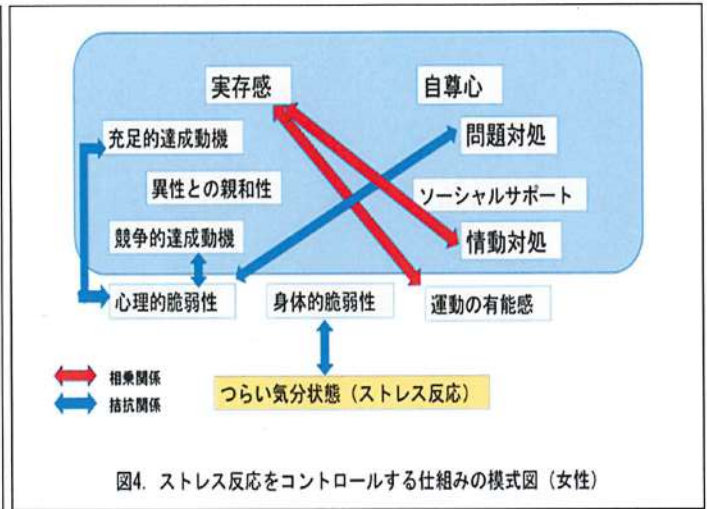 実存感
自尊心
充足的達成動機
問題対処
異性との親和性
ソーシャルサポート
競争的達成動機
情動対処
心理的脆弱性
身体的脆弱性
運動の有能感
相乗関係
拮抗関係
つらい気分状態（ストレス反応）
図4. ストレス反応をコントロールする仕組みの模式図（女性）